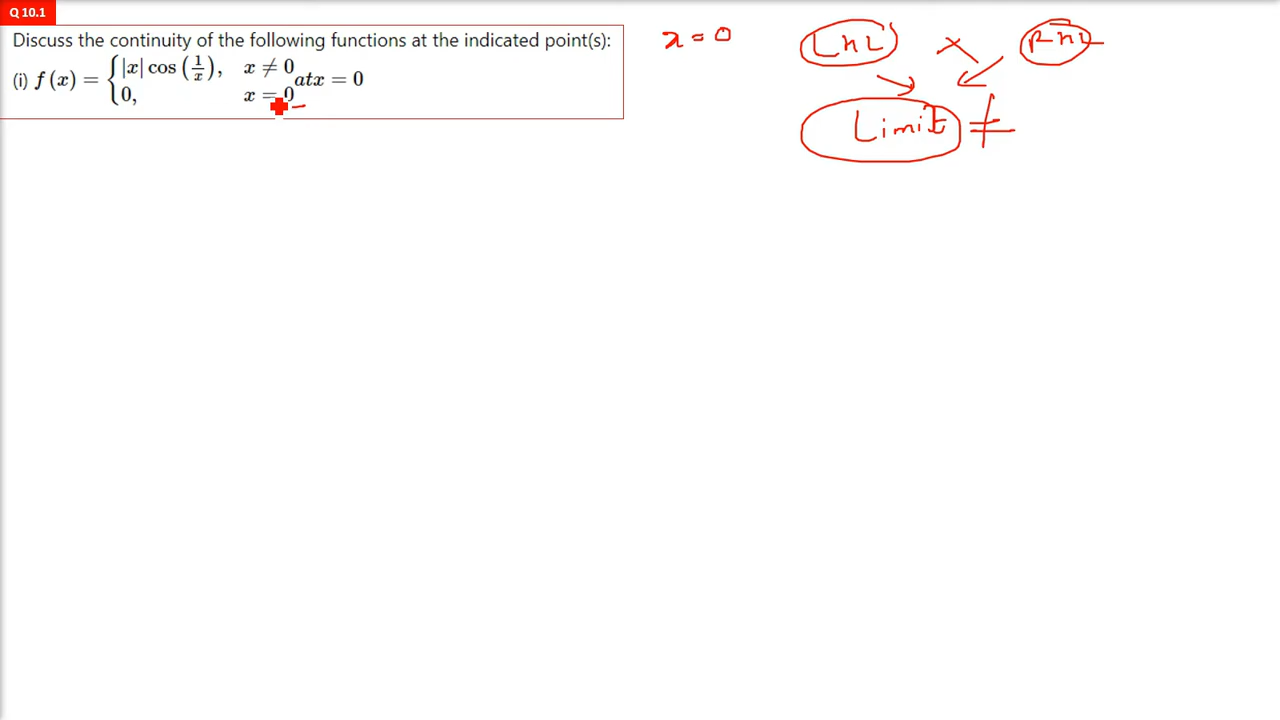 Q 10.1
Discuss the continuity of the following functions at the indicated point(s):
(i) f(x) = { |x| cos(1/x), x ≠ 0
0, x = 0 at x = 0
x = 0
LHL RHL
Limit ≠